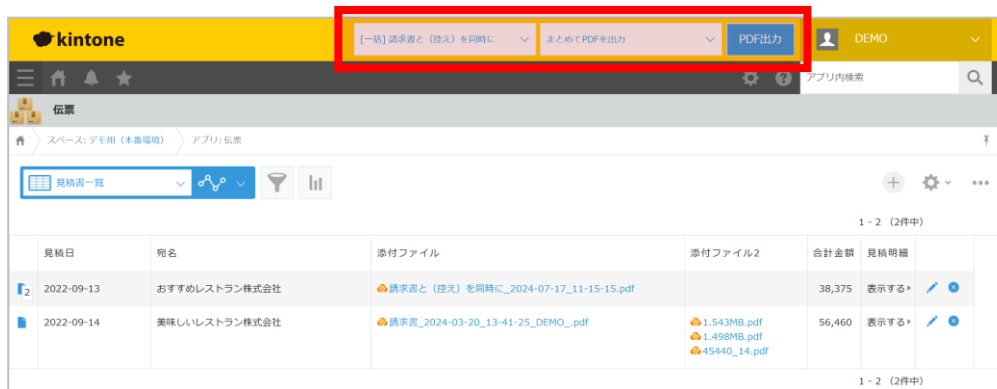 kintone
[一括] 請求書と（控え）を同時に
まとめてPDFを出力
PDF出力
DEMO
アプリ内検索
伝票
スペース: デモ用（本番環境）
アプリ: 伝票
見積書一覧
1 - 2 （2件中）
見積日 宛名 添付ファイル 添付ファイル2 合計金額 見積明細
2 2022-09-13 おすすめレストラン株式会社 請求書と（控え）を同時に_2024-07-17_11-15-15.pdf 38,375 表示する
2022-09-14 美味しいレストラン株式会社 請求書_2024-03-20_13-41-25_DEMO_.pdf 1.543MB.pdf 56,460 表示する
1.498MB.pdf
45440_14.pdf
1 - 2 （2件中）